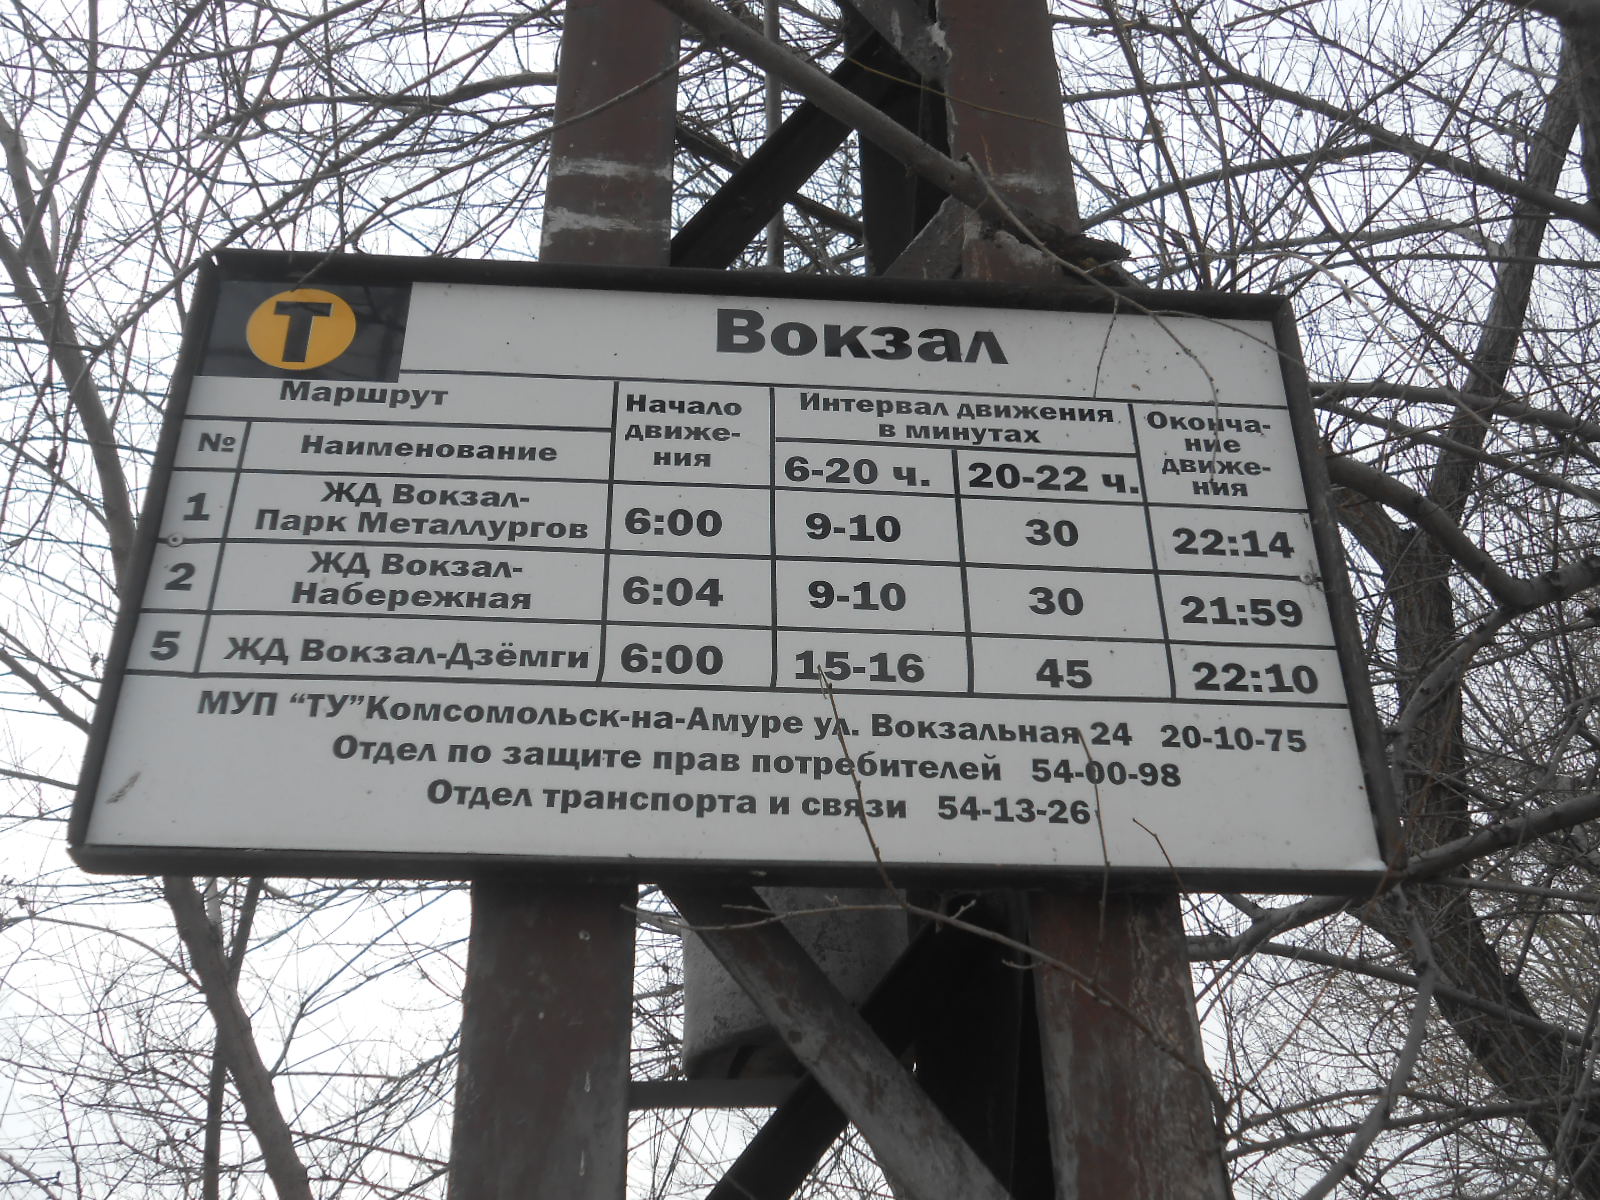 Т
Вокзал
Маршрут
№
Наименование
Начало
движе-
ния
Интервал движения
в минутах
6-20 ч.
20-22 ч.
Оконча-
ние
движе-
ния
1
ЖД Вокзал-
Парк Металлургов
6:00
9-10
30
22:14
2
ЖД Вокзал-
Набережная
6:04
9-10
30
21:59
5
ЖД Вокзал-Дзёмги
6:00
15-16
45
22:10
МУП “ТУ”Комсомольск-на-Амуре ул. Вокзальная 24 20-10-75
Отдел по защите прав потребителей 54-00-98
Отдел транспорта и связи 54-13-26